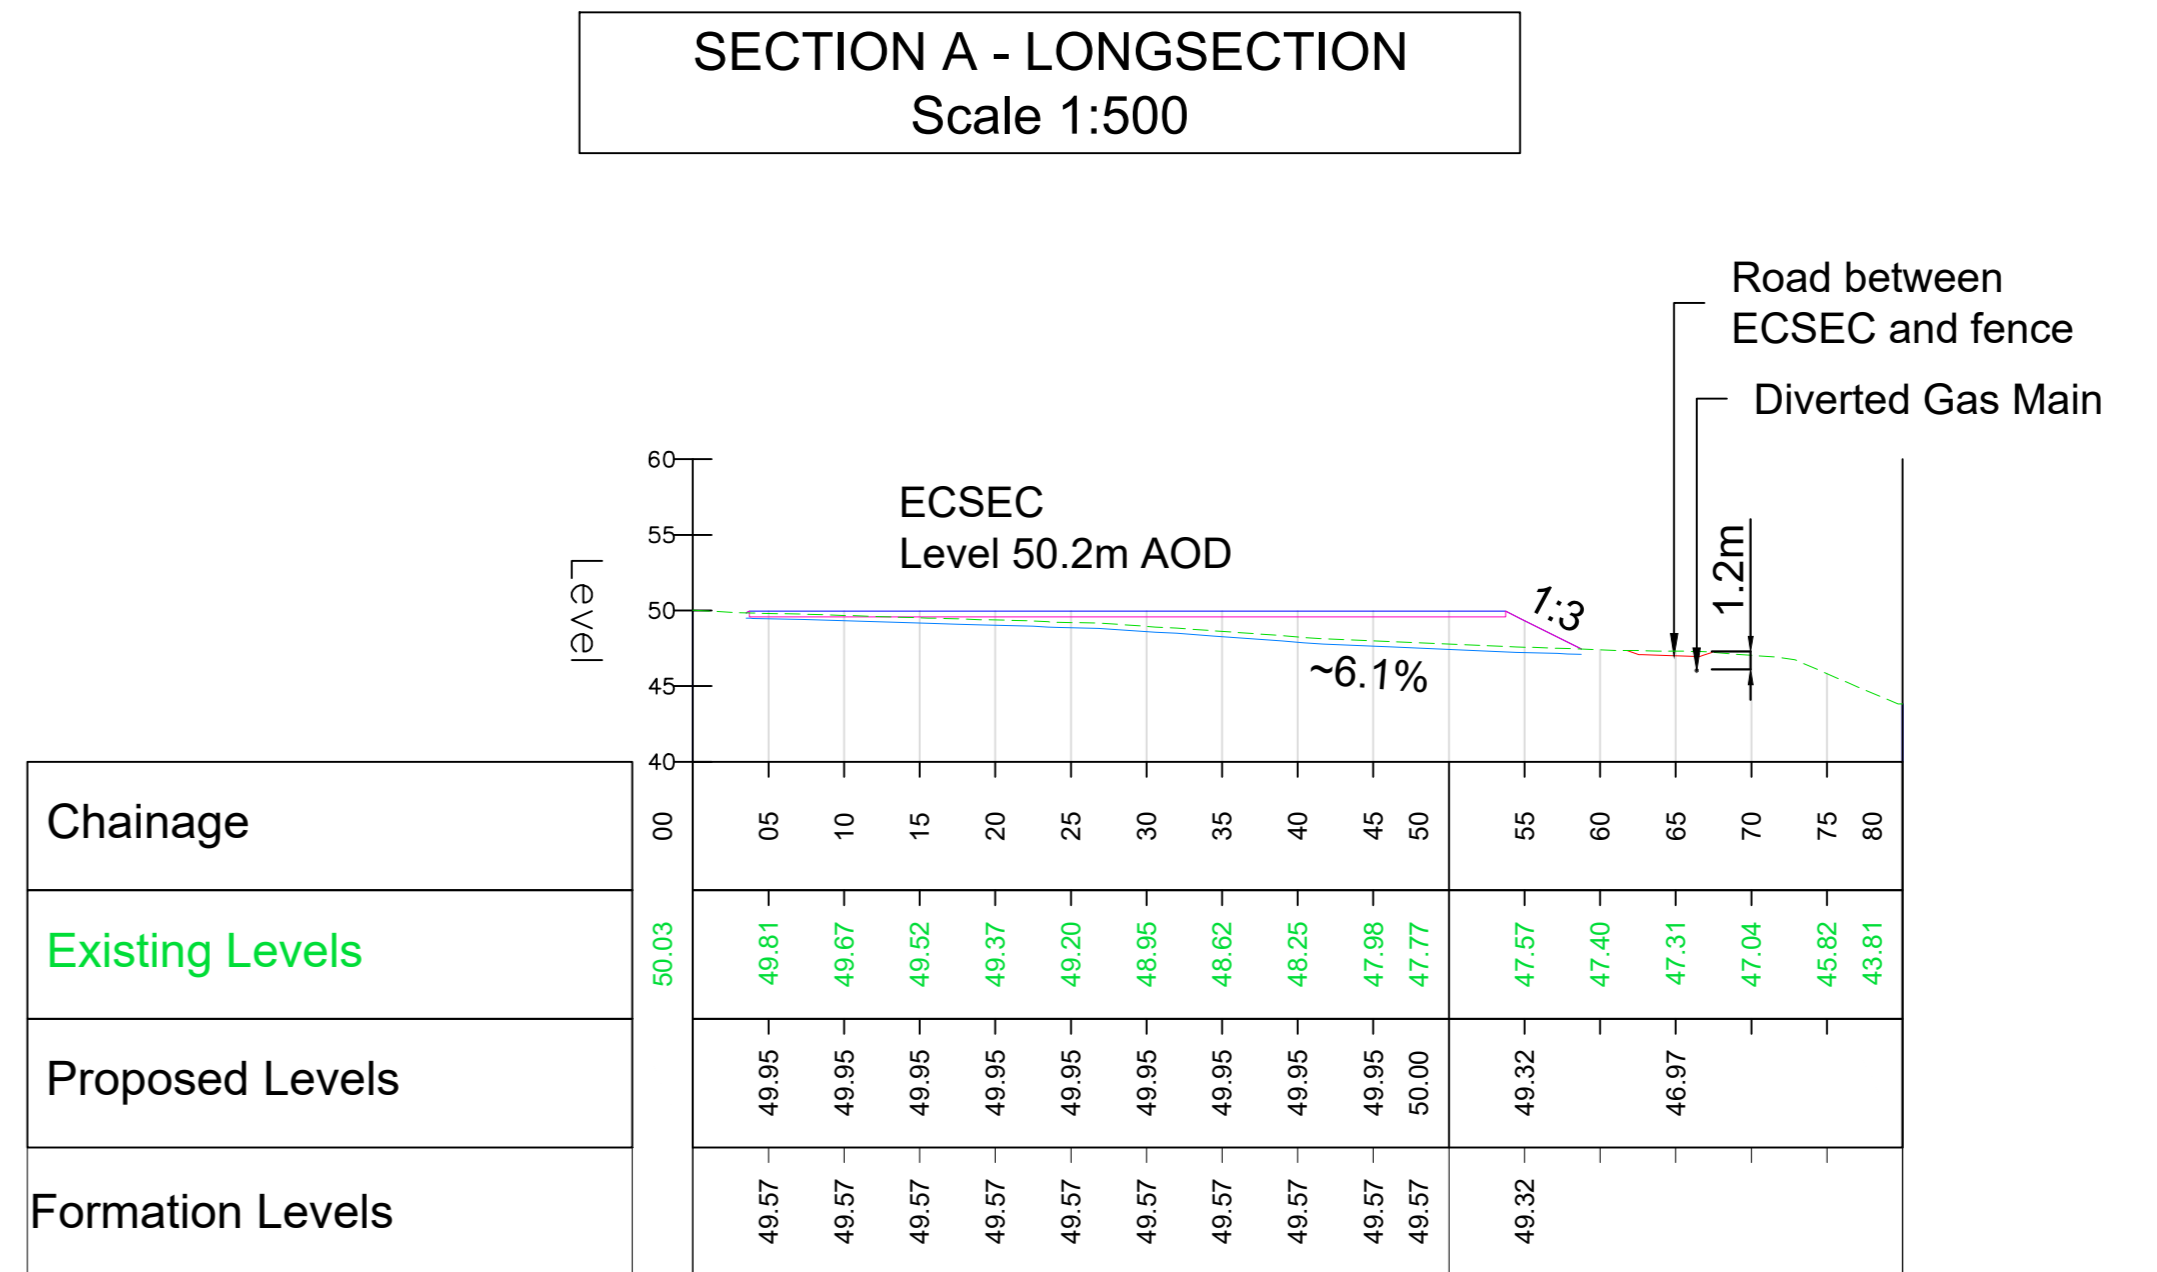 SECTION A - LONGSECTION
Scale 1:500
Road between
ECSEC and fence
Diverted Gas Main
60
ECSEC
55
Level 50.2m AOD
Level
1.2m
50
1:3
~6.1%
45
40
Chainage 00 05 10 15 20 25 30 35 40 45 50 55 60 65 70 75 80
Existing Levels 50.03 49.81 49.67 49.52 49.37 49.20 48.95 48.62 48.25 47.98 47.77 47.57 47.40 47.31 47.04 45.82 43.81
Proposed Levels 49.95 49.95 49.95 49.95 49.95 49.95 49.95 49.95 49.95 50.00 49.32 46.97
Formation Levels 49.57 49.57 49.57 49.57 49.57 49.57 49.57 49.57 49.57 49.57 49.32